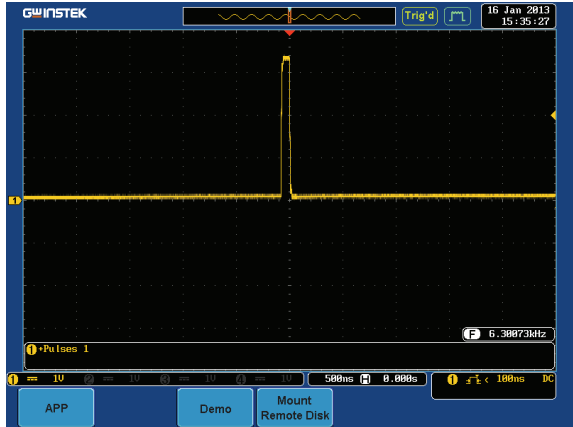 GWINSTEK
Trig'd
16 Jan 2013
15:35:27
1
F 6.30073kHz
1 +Pulses 1
1 1V 2 1V 3 1V 4 1V
500ns H 0.000s
1 < 100ns DC
APP
Demo
Mount
Remote Disk